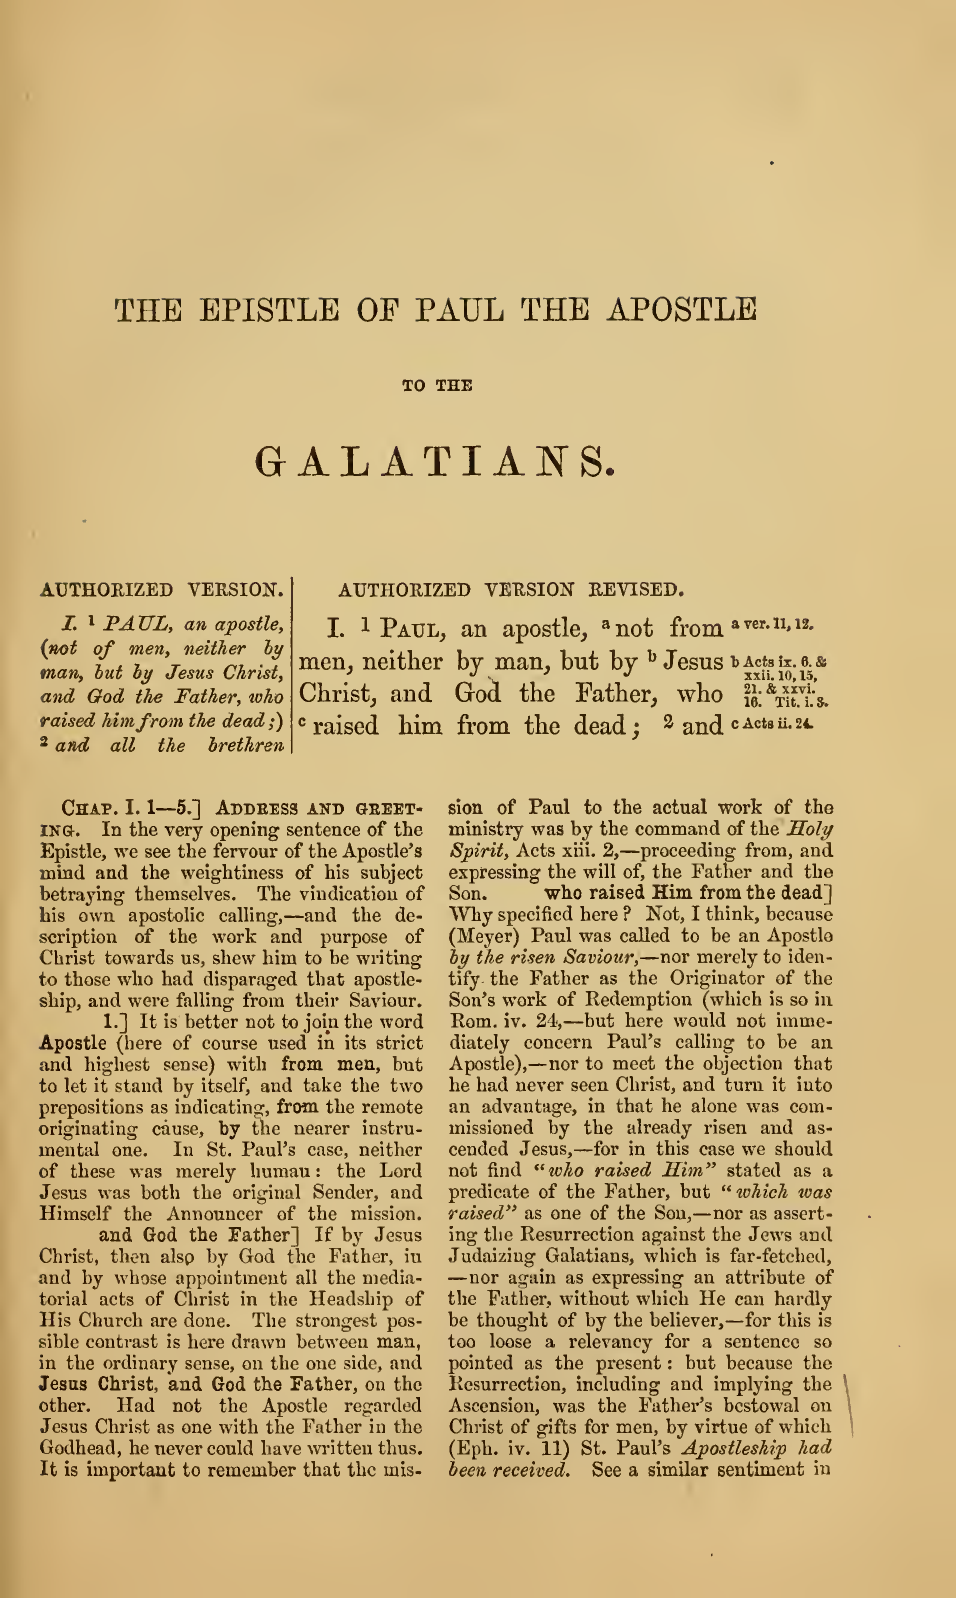 THE EPISTLE OF PAUL THE APOSTLE
TO THE
GALATIANS.
AUTHORIZED VERSION.
I. 1 PAUL, an apostle,
(not of men, neither by
man, but by Jesus Christ,
and God the Father, who
raised him from the dead;)
2 and all the brethren
AUTHORIZED VERSION REVISED.
I. 1 PAUL, an apostle, a not from
men, neither by man, but by b Jesus
Christ, and God the Father, who
c raised him from the dead; 2 and
a ver. 11, 12.
b Acts ix. 6. &
xxii. 10, 15,
21. & xxvi.
16. Tit. i. 3.
c Acts ii. 24.
CHAP. I. 1—5.] ADDRESS AND GREET-
ING. In the very opening sentence of the
Epistle, we see the fervour of the Apostle's
mind and the weightiness of his subject
betraying themselves. The vindication of
his own apostolic calling,—and the de-
scription of the work and purpose of
Christ towards us, shew him to be writing
to those who had disparaged that apostle-
ship, and were falling from their Saviour.
1.] It is better not to join the word
Apostle (here of course used in its strict
and highest sense) with from men, but
to let it stand by itself, and take the two
prepositions as indicating, from the remote
originating cause, by the nearer instru-
mental one. In St. Paul's case, neither
of these was merely human: the Lord
Jesus was both the original Sender, and
Himself the Announcer of the mission.
and God the Father] If by Jesus
Christ, then also by God the Father, in
and by whose appointment all the media-
torial acts of Christ in the Headship of
His Church are done. The strongest pos-
sible contrast is here drawn between man,
in the ordinary sense, on the one side, and
Jesus Christ, and God the Father, on the
other. Had not the Apostle regarded
Jesus Christ as one with the Father in the
Godhead, he never could have written thus.
It is important to remember that the mis-
sion of Paul to the actual work of the
ministry was by the command of the Holy
Spirit, Acts xiii. 2,—proceeding from, and
expressing the will of, the Father and the
Son. who raised Him from the dead]
Why specified here? Not, I think, because
(Meyer) Paul was called to be an Apostle
by the risen Saviour,—nor merely to iden-
tify the Father as the Originator of the
Son's work of Redemption (which is so in
Rom. iv. 24,—but here would not imme-
diately concern Paul's calling to be an
Apostle),—nor to meet the objection that
he had never seen Christ, and turn it into
an advantage, in that he alone was com-
missioned by the already risen and as-
cended Jesus,—for in this case we should
not find "who raised Him" stated as a
predicate of the Father, but "which was
raised" as one of the Son,—nor as assert-
ing the Resurrection against the Jews and
Judaizing Galatians, which is far-fetched,
—nor again as expressing an attribute of
the Father, without which He can hardly
be thought of by the believer,—for this is
too loose a relevancy for a sentence so
pointed as the present: but because the
Resurrection, including and implying the
Ascension, was the Father's bestowal on
Christ of gifts for men, by virtue of which
(Eph. iv. 11) St. Paul's Apostleship had
been received. See a similar sentiment in